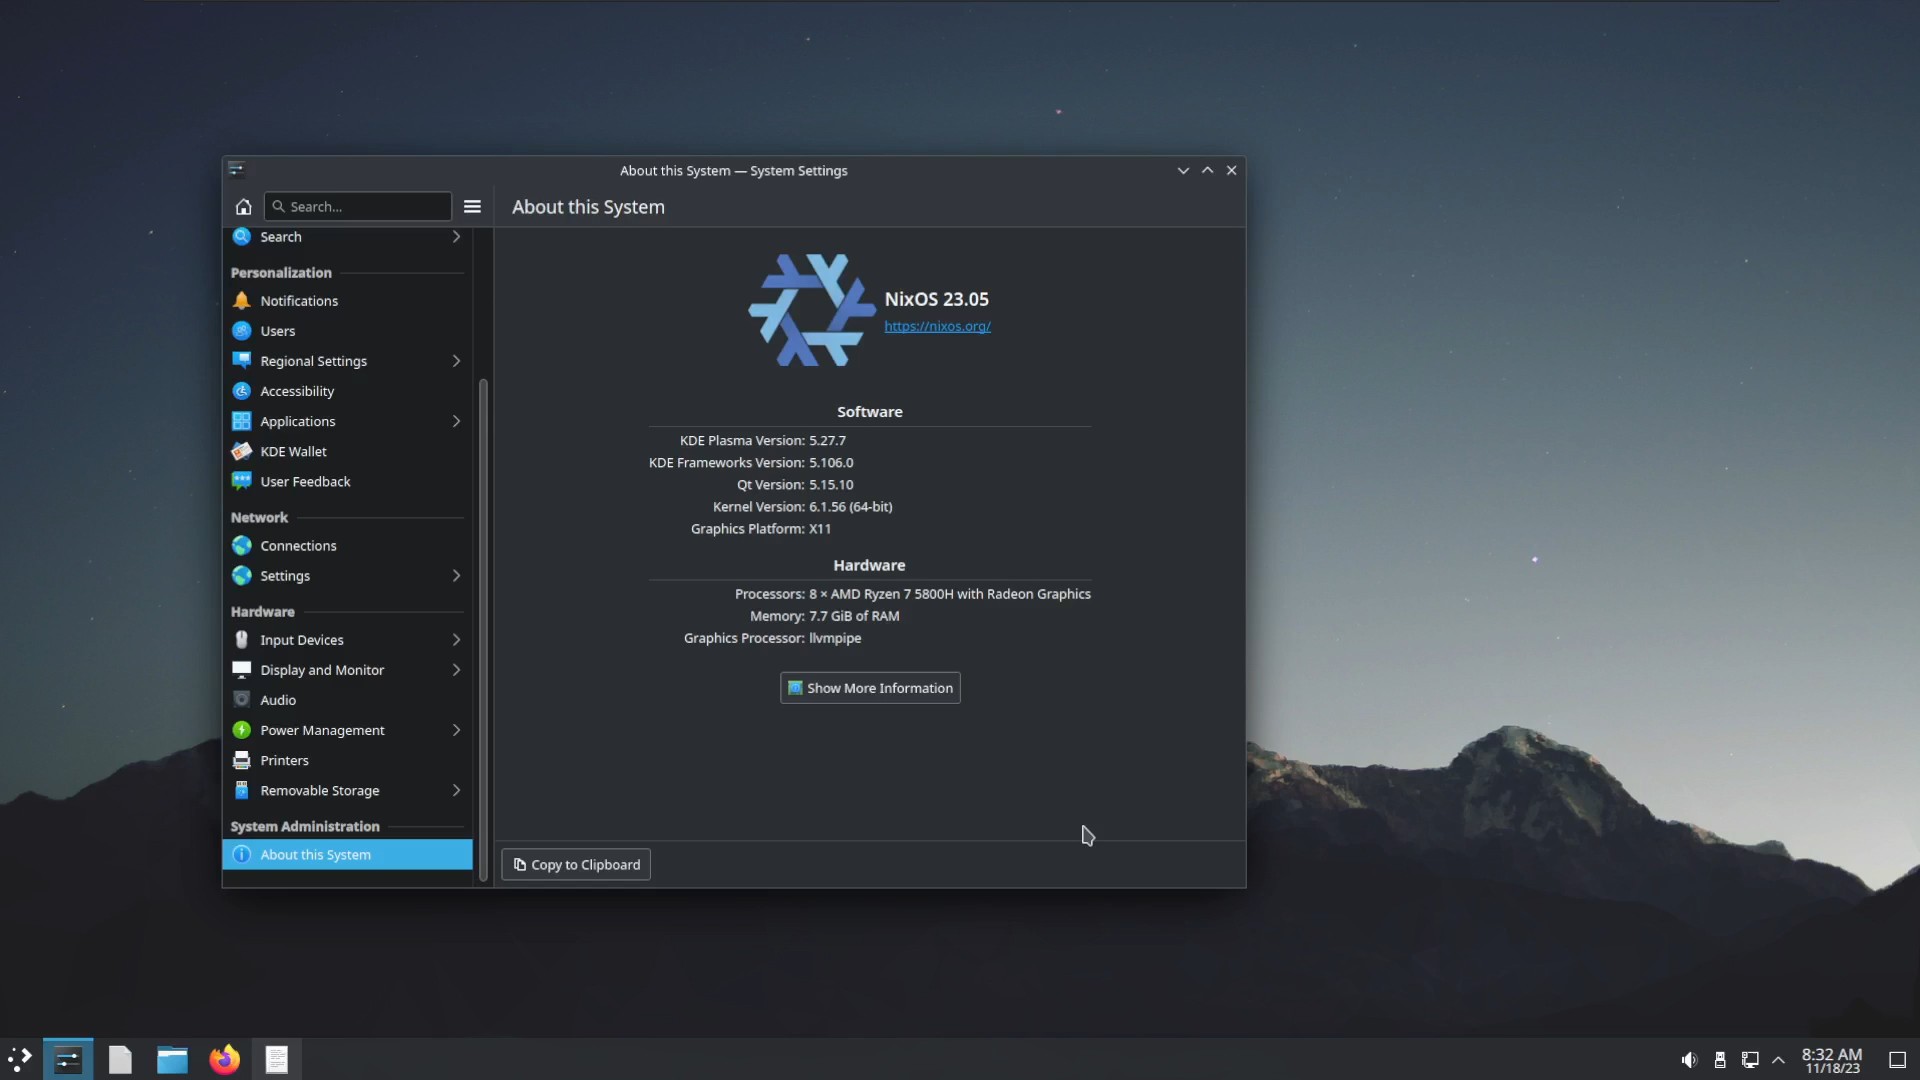 About this System — System Settings
Search...
About this System
Search
Personalization
Notifications
Users
Regional Settings
Accessibility
Applications
KDE Wallet
User Feedback
Network
Connections
Settings
Hardware
Input Devices
Display and Monitor
Audio
Power Management
Printers
Removable Storage
System Administration
About this System
NixOS 23.05
https://nixos.org/
Software
KDE Plasma Version: 5.27.7
KDE Frameworks Version: 5.106.0
Qt Version: 5.15.10
Kernel Version: 6.1.56 (64-bit)
Graphics Platform: X11
Hardware
Processors: 8 × AMD Ryzen 7 5800H with Radeon Graphics
Memory: 7.7 GiB of RAM
Graphics Processor: llvmpipe
Show More Information
Copy to Clipboard
8:32 AM
11/18/23